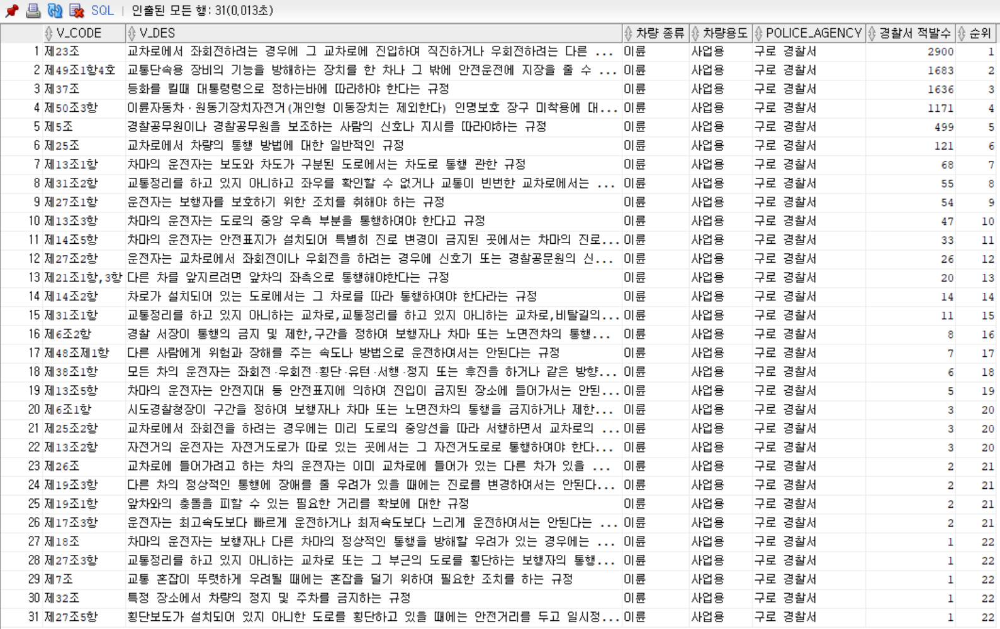 SQL | 인출된 모든 행: 31(0,013초)
V_CODE V_DES 차량 종류 차량용도 POLICE_AGENCY 경찰서 적발수 순위
1 제23조 교차로에서 좌회전하려는 경우에 그 교차로에 진입하여 직진하거나 우회전하려는 다른 ... 이륜 사업용 구로 경찰서 2900 1
2 제49조1항4호 교통단속용 장비의 기능을 방해하는 장치를 한 차나 그 밖에 안전운전에 지장을 줄 수 ... 이륜 사업용 구로 경찰서 1683 2
3 제37조 등화를 킬때 대통령령으로 정하는바에 따라하야 한다는 규정 이륜 사업용 구로 경찰서 1636 3
4 제50조3항 이륜자동차·원동기장치자전거(개인형 이동장치는 제외한다) 인명보호 장구 미착용에 대... 이륜 사업용 구로 경찰서 1171 4
5 제5조 경찰공무원이나 경찰공무원을 보조하는 사람의 신호나 지시를 따라야하는 규정 이륜 사업용 구로 경찰서 499 5
6 제25조 교차로에서 차량의 통행 방법에 대한 일반적인 규정 이륜 사업용 구로 경찰서 121 6
7 제13조1항 차마의 운전자는 보도와 차도가 구분된 도로에서는 차도로 통행 관한 규정 이륜 사업용 구로 경찰서 68 7
8 제31조2항 교통정리를 하고 있지 아니하고 좌우를 확인할 수 없거나 교통이 빈번한 교차로에서는 ... 이륜 사업용 구로 경찰서 55 8
9 제27조1항 운전자는 보행자를 보호하기 위한 조치를 취해야 하는 규정 이륜 사업용 구로 경찰서 54 9
10 제13조3항 차마의 운전자는 도로의 중앙 우측 부분을 통행하여야 한다고 규정 이륜 사업용 구로 경찰서 47 10
11 제14조5항 차마의 운전자는 안전표지가 설치되어 특별히 진로 변경이 금지된 곳에서는 차마의 진로... 이륜 사업용 구로 경찰서 33 11
12 제27조2항 운전자는 교차로에서 좌회전이나 우회전을 하려는 경우에 신호기 또는 경찰공문원의 신... 이륜 사업용 구로 경찰서 26 12
13 제21조1항,3항 다른 차를 앞지르려면 앞차의 좌측으로 통행해야한다는 규정 이륜 사업용 구로 경찰서 20 13
14 제14조2항 차로가 설치되어 있는 도로에서는 그 차로를 따라 통행하여야 한다라는 규정 이륜 사업용 구로 경찰서 14 14
15 제31조1항 교통정리를 하고 있지 아니하는 교차로,교통정리를 하고 있지 아니하는 교차로,비탈길의... 이륜 사업용 구로 경찰서 11 15
16 제6조2항 경찰 서장이 통행의 금지 및 제한,구간을 정하여 보행자나 차마 또는 노면전차의 통행... 이륜 사업용 구로 경찰서 8 16
17 제48조제1항 다른 사람에게 위험과 장해를 주는 속도나 방법으로 운전하여서는 안된다는 규정 이륜 사업용 구로 경찰서 7 17
18 제38조1항 모든 차의 운전자는 좌회전·우회전·횡단·유턴·서행·정지 또는 후진을 하거나 같은 방향... 이륜 사업용 구로 경찰서 6 18
19 제13조5항 차마의 운전자는 안전지대 등 안전표지에 의하여 진입이 금지된 장소에 들어가서는 안된... 이륜 사업용 구로 경찰서 5 19
20 제6조1항 시도경찰청장이 구간을 정하여 보행자나 차마 또는 노면전차의 통행을 금지하거나 제한... 이륜 사업용 구로 경찰서 3 20
21 제25조2항 교차로에서 좌회전을 하려는 경우에는 미리 도로의 중앙선을 따라 서행하면서 교차로의 ... 이륜 사업용 구로 경찰서 3 20
22 제13조2항 자전거의 운전자는 자전거도로가 따로 있는 곳에서는 그 자전거도로로 통행하여야 한다... 이륜 사업용 구로 경찰서 3 20
23 제26조 교차로에 들어가려고 하는 차의 운전자는 이미 교차로에 들어가 있는 다른 차가 있을 ... 이륜 사업용 구로 경찰서 2 21
24 제19조3항 다른 차의 정상적인 통행에 장애를 줄 우려가 있을 때에는 진로를 변경하여서는 안된다... 이륜 사업용 구로 경찰서 2 21
25 제19조1항 앞차와의 충돌을 피할 수 있는 필요한 거리를 확보에 대한 규정 이륜 사업용 구로 경찰서 2 21
26 제17조3항 운전자는 최고속도보다 빠르게 운전하거나 최저속도보다 느리게 운전하여서는 안된다는 ... 이륜 사업용 구로 경찰서 2 21
27 제18조 차마의 운전자는 보행자나 다른 차마의 정상적인 통행을 방해할 우려가 있는 경우에는 ... 이륜 사업용 구로 경찰서 1 22
28 제27조3항 교통정리를 하고 있지 아니하는 교차로 또는 그 부근의 도로를 횡단하는 보행자의 통행... 이륜 사업용 구로 경찰서 1 22
29 제7조 교통 혼잡이 뚜렷하게 우려될 때에는 혼잡을 덜기 위하여 필요한 조치를 하는 규정 이륜 사업용 구로 경찰서 1 22
30 제32조 특정 장소에서 차량의 정지 및 주차를 금지하는 규정 이륜 사업용 구로 경찰서 1 22
31 제27조5항 횡단보도가 설치되어 있지 아니한 도로를 횡단하고 있을 때에는 안전거리를 두고 일시정... 이륜 사업용 구로 경찰서 1 22